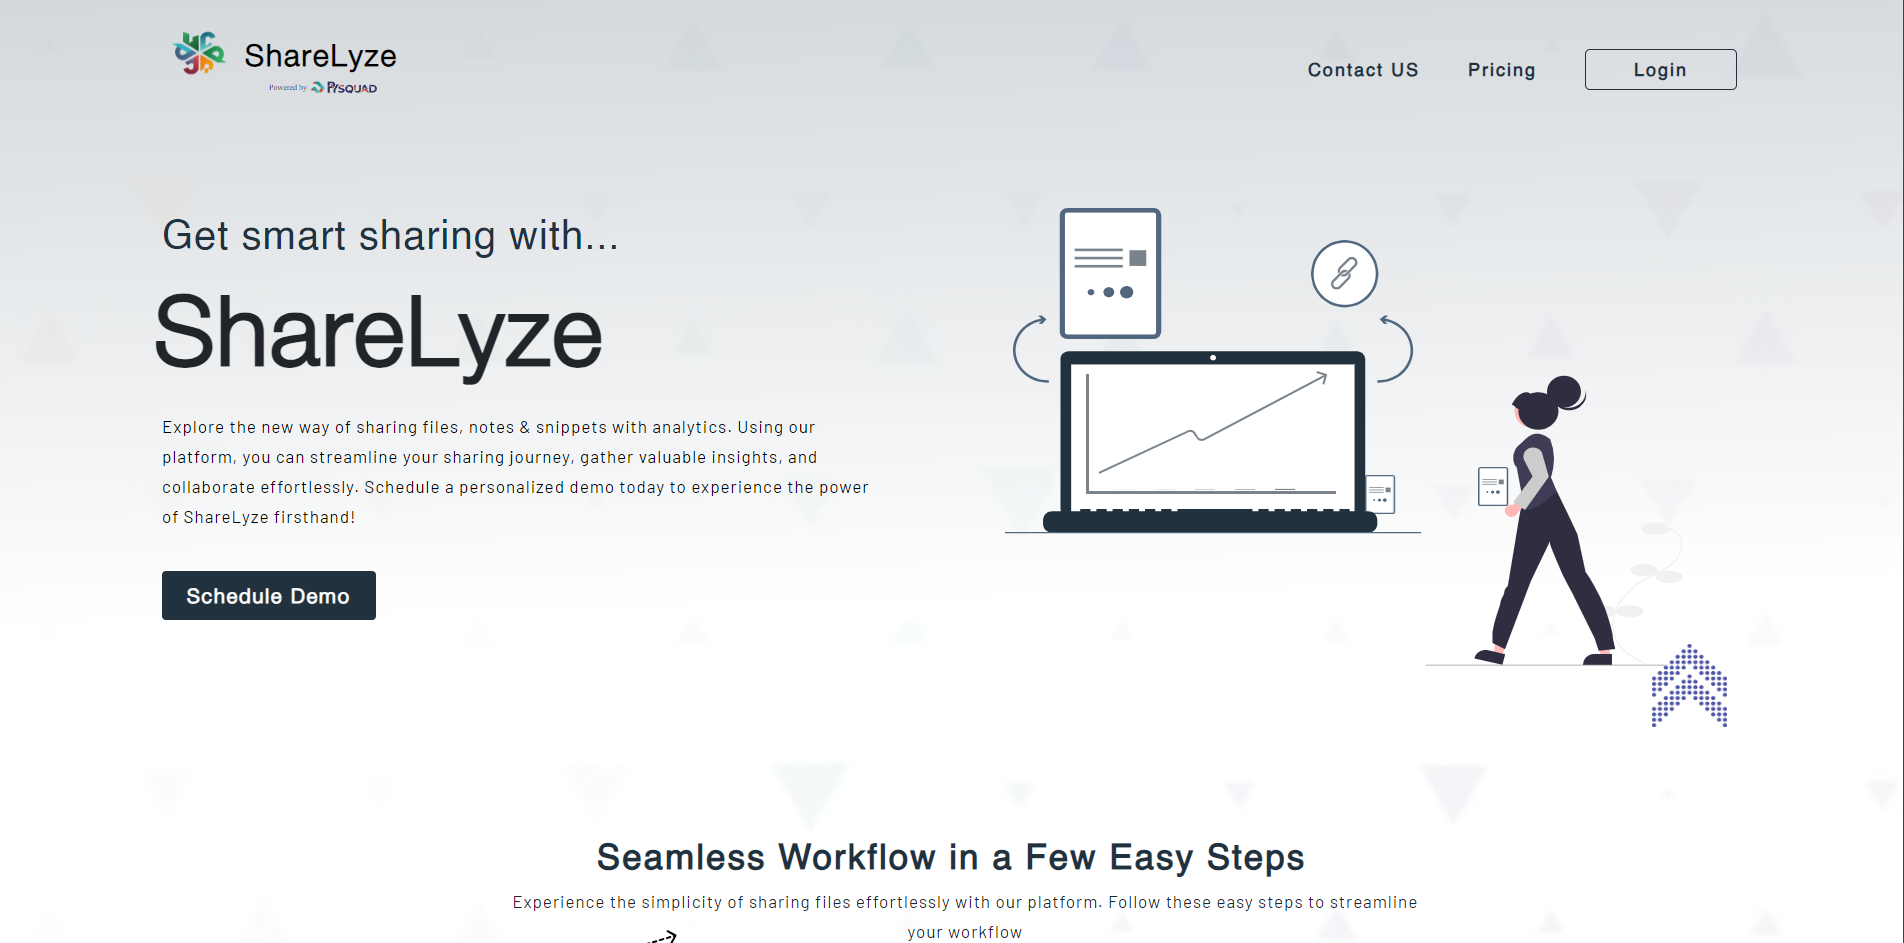 ShareLyze
Powered by PYSQUAD
Contact US
Pricing
Login
Get smart sharing with...
ShareLyze
Explore the new way of sharing files, notes & snippets with analytics. Using our
platform, you can streamline your sharing journey, gather valuable insights, and
collaborate effortlessly. Schedule a personalized demo today to experience the power
of ShareLyze firsthand!
Schedule Demo
Seamless Workflow in a Few Easy Steps
Experience the simplicity of sharing files effortlessly with our platform. Follow these easy steps to streamline
your workflow